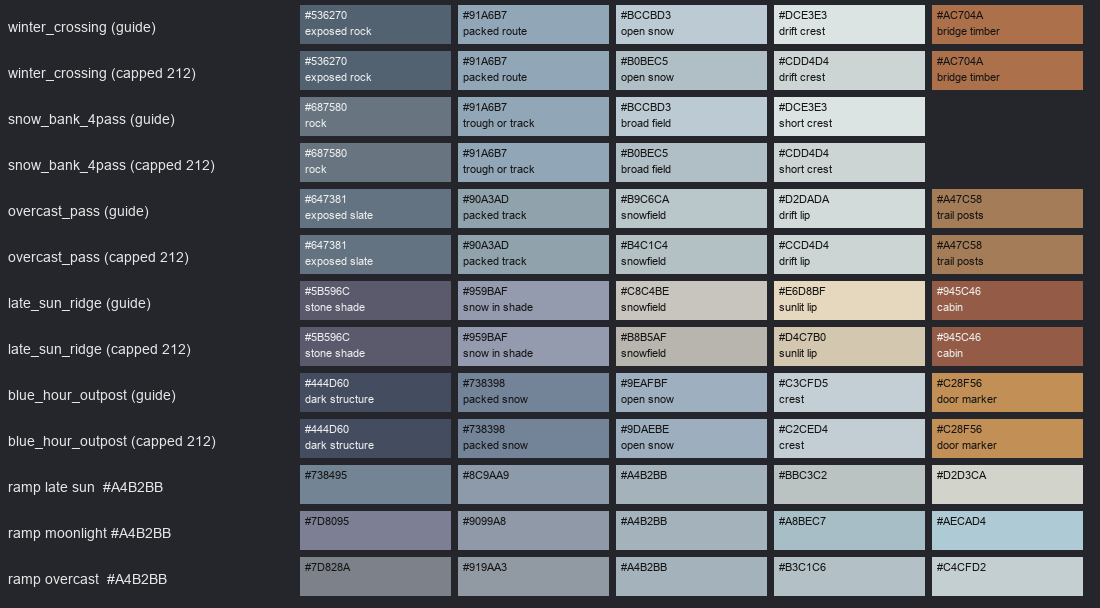 winter_crossing (guide)
#536270
exposed rock
#91A6B7
packed route
#BCCBD3
open snow
#DCE3E3
drift crest
#AC704A
bridge timber
winter_crossing (capped 212)
#536270
exposed rock
#91A6B7
packed route
#B0BEC5
open snow
#CDD4D4
drift crest
#AC704A
bridge timber
snow_bank_4pass (guide)
#687580
rock
#91A6B7
trough or track
#BCCBD3
broad field
#DCE3E3
short crest
snow_bank_4pass (capped 212)
#687580
rock
#91A6B7
trough or track
#B0BEC5
broad field
#CDD4D4
short crest
overcast_pass (guide)
#647381
exposed slate
#90A3AD
packed track
#B9C6CA
snowfield
#D2DADA
drift lip
#A47C58
trail posts
overcast_pass (capped 212)
#647381
exposed slate
#90A3AD
packed track
#B4C1C4
snowfield
#CCD4D4
drift lip
#A47C58
trail posts
late_sun_ridge (guide)
#5B596C
stone shade
#959BAF
snow in shade
#C8C4BE
snowfield
#E6D8BF
sunlit lip
#945C46
cabin
late_sun_ridge (capped 212)
#5B596C
stone shade
#959BAF
snow in shade
#B8B5AF
snowfield
#D4C7B0
sunlit lip
#945C46
cabin
blue_hour_outpost (guide)
#444D60
dark structure
#738398
packed snow
#9EAFBF
open snow
#C3CFD5
crest
#C28F56
door marker
blue_hour_outpost (capped 212)
#444D60
dark structure
#738398
packed snow
#9DAEBE
open snow
#C2CED4
crest
#C28F56
door marker
ramp late sun  #A4B2BB
#738495
#8C9AA9
#A4B2BB
#BBC3C2
#D2D3CA
ramp moonlight #A4B2BB
#7D8095
#9099A8
#A4B2BB
#A8BEC7
#AECAD4
ramp overcast  #A4B2BB
#7D828A
#919AA3
#A4B2BB
#B3C1C6
#C4CFD2